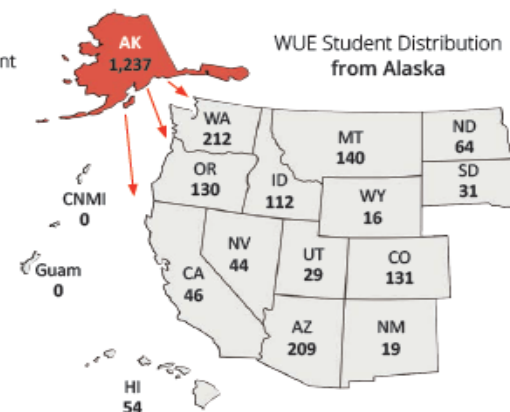 nt
WUE Student Distribution
from Alaska
AK
1,237
WA
212
MT
140
ND
64
OR
130
ID
112
SD
31
WY
16
CNMI
0
NV
44
UT
29
CO
131
CA
46
Guam
0
AZ
209
NM
19
HI
54